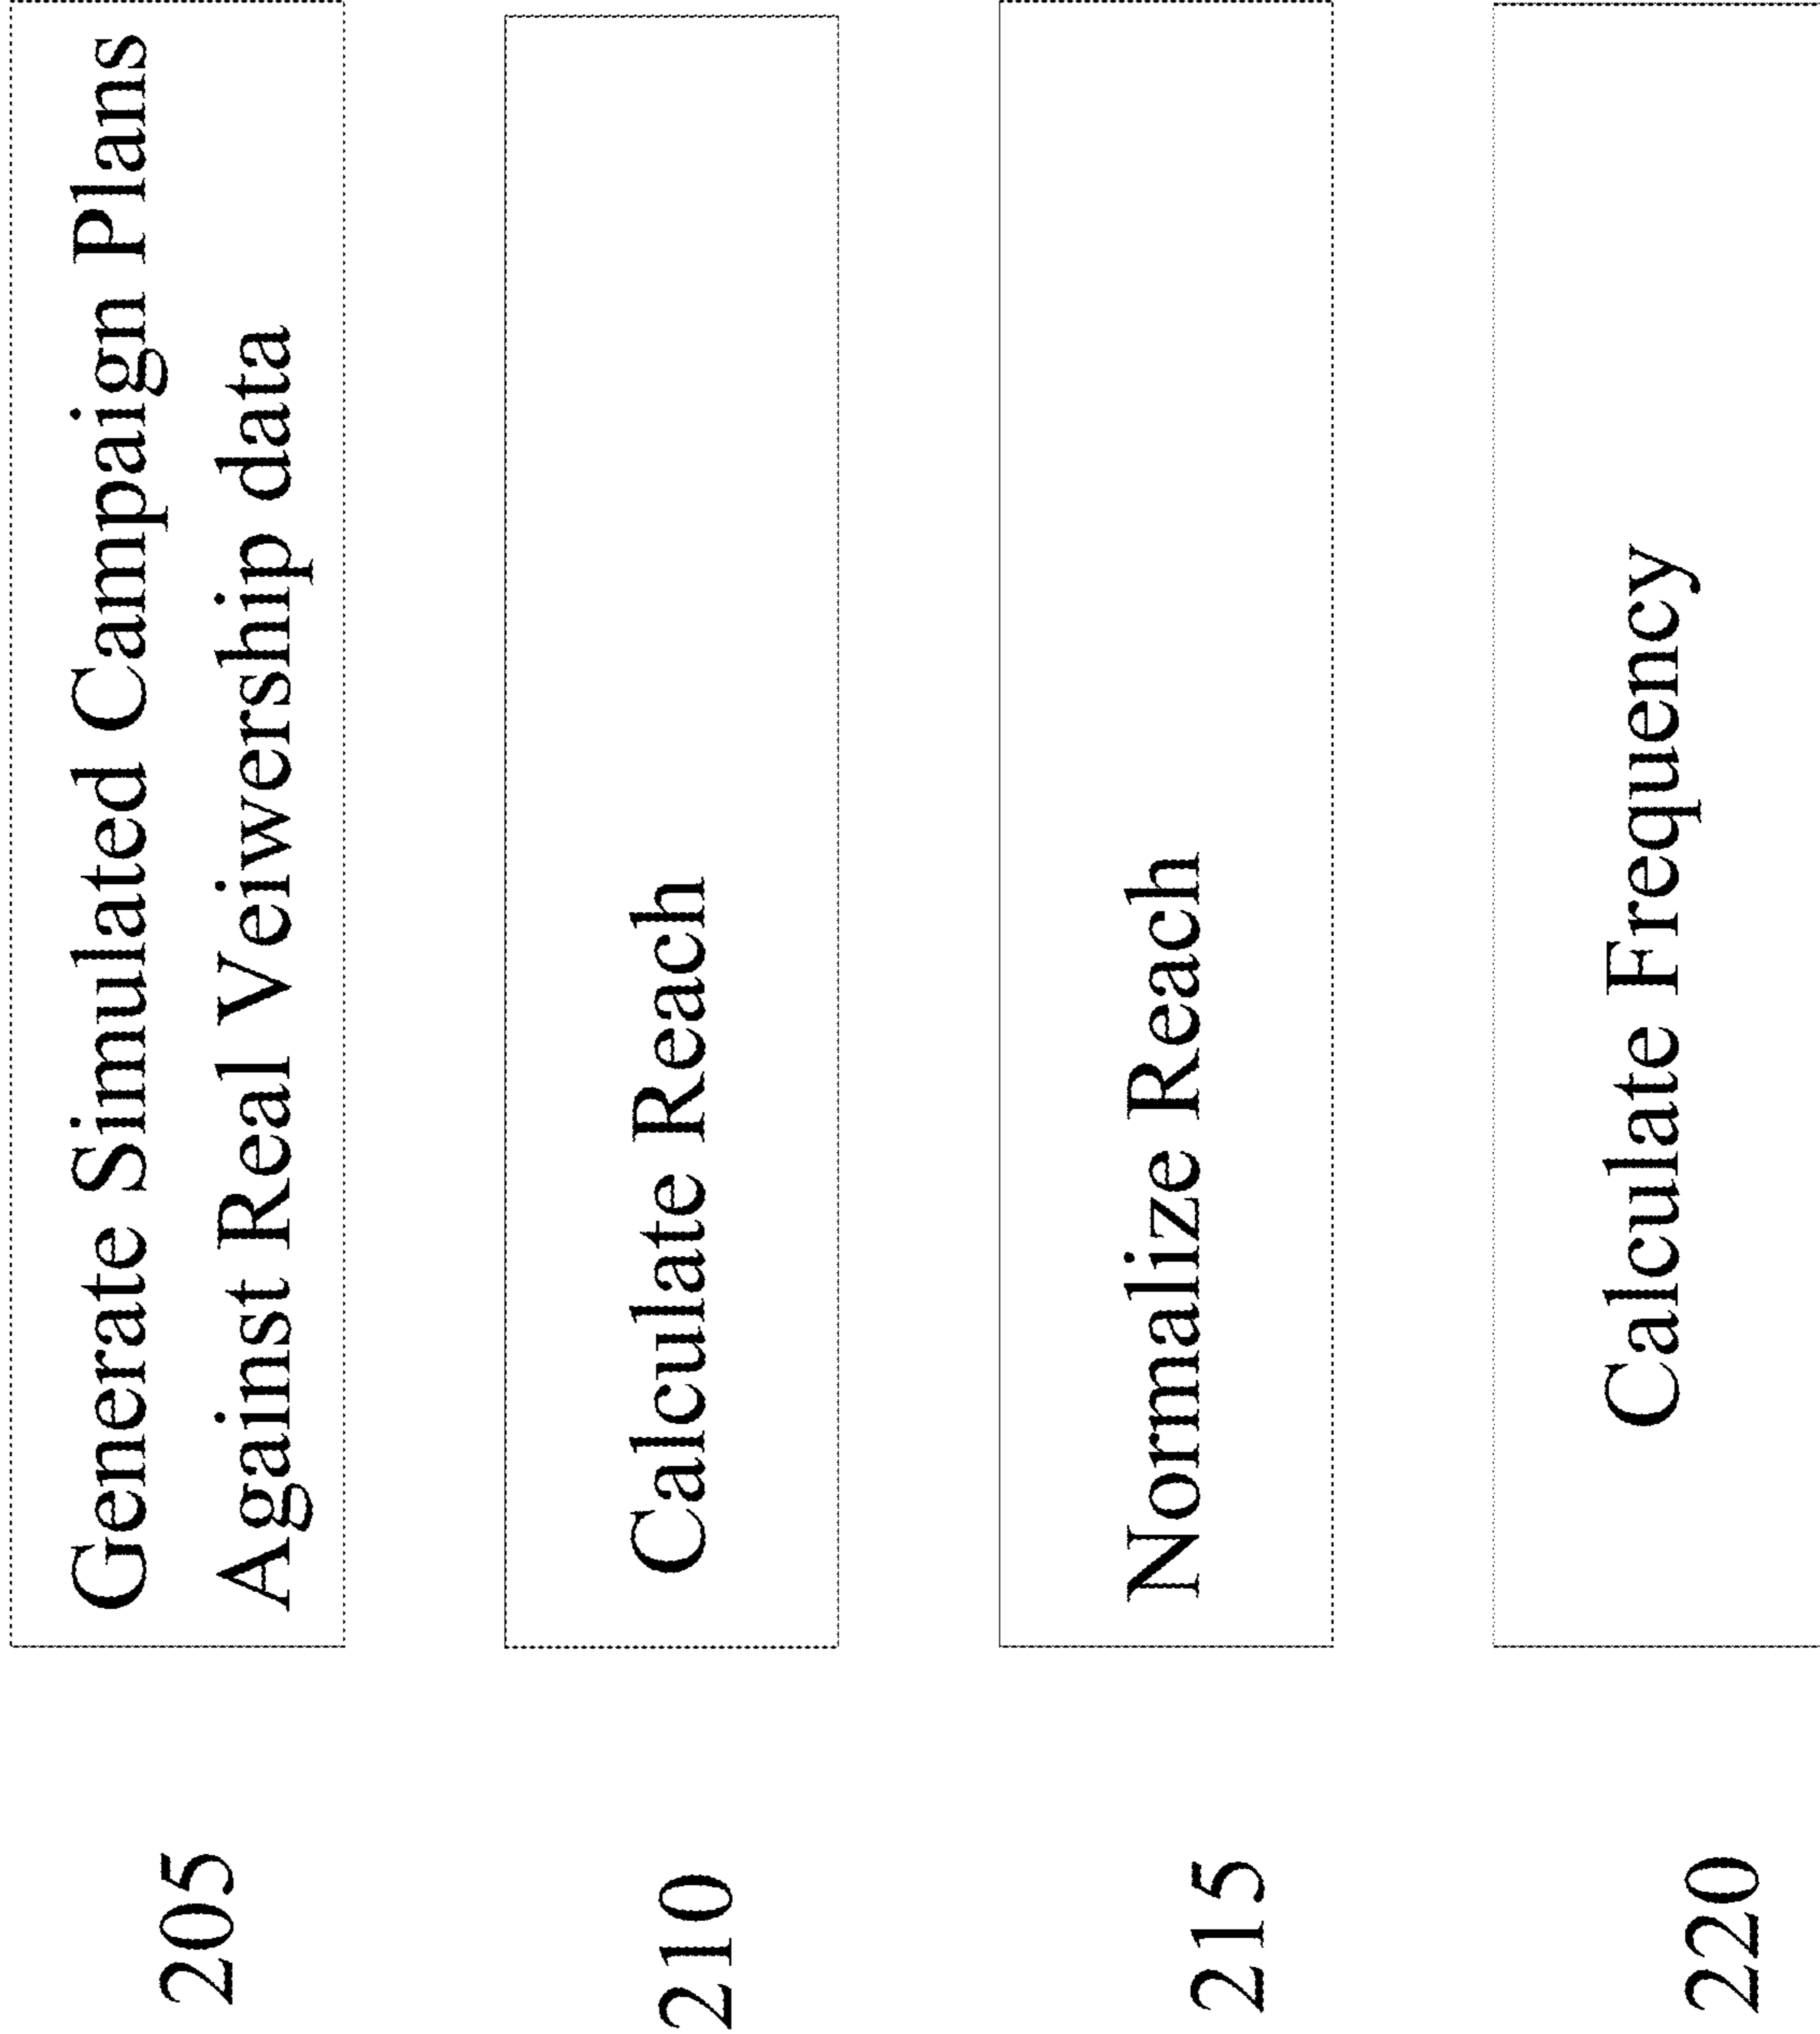 205
Generate Simulated Campaign Plans
Against Real Veiwership data
210
Calculate Reach
215
Normalize Reach
220
Calculate Frequency